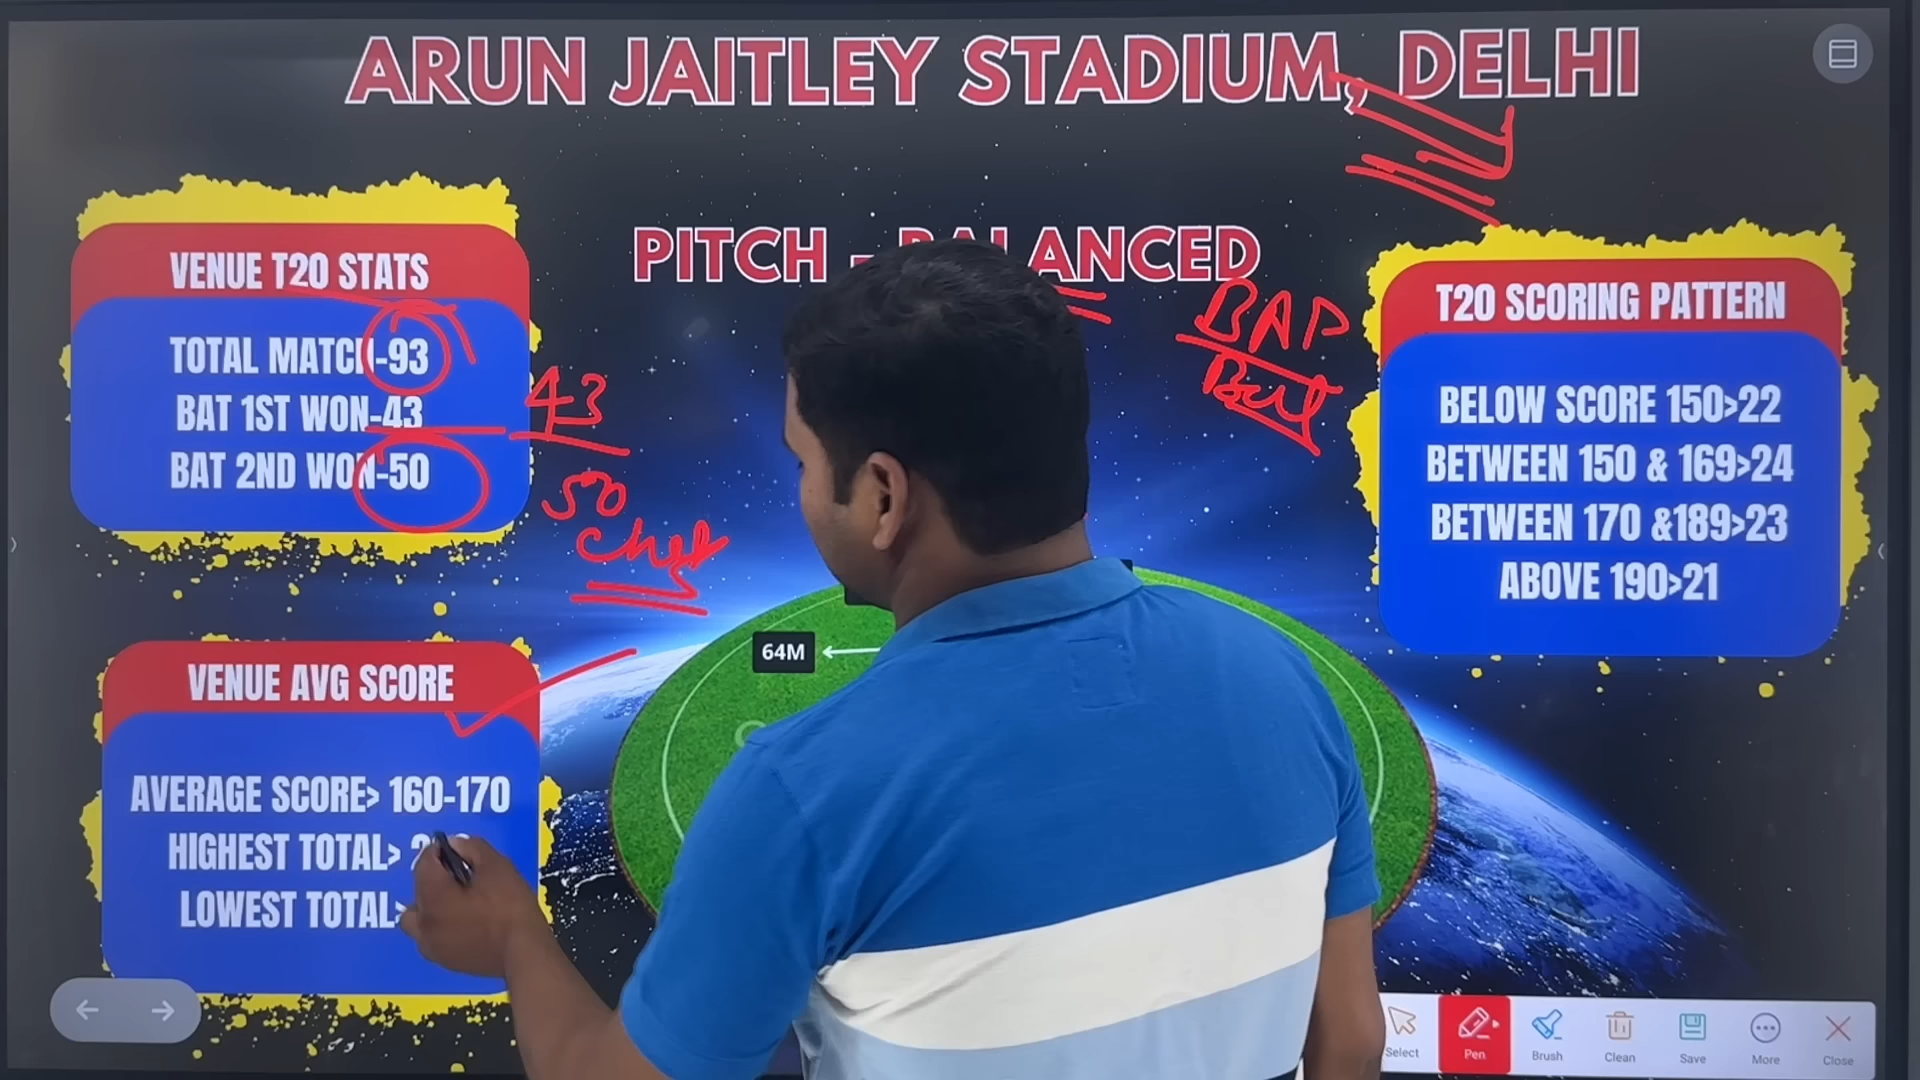 ARUN JAITLEY STADIUM, DELHI
PITCH - BALANCED
VENUE T20 STATS
TOTAL MATCH-93
BAT 1ST WON-43
BAT 2ND WON-50
43
50
VENUE AVG SCORE
AVERAGE SCORE> 160-170
HIGHEST TOTAL>
LOWEST TOTAL>
64M
T20 SCORING PATTERN
BELOW SCORE 150>22
BETWEEN 150 & 169>24
BETWEEN 170 &189>23
ABOVE 190>21
Select
Pen
Brush
Clean
Save
More
Close